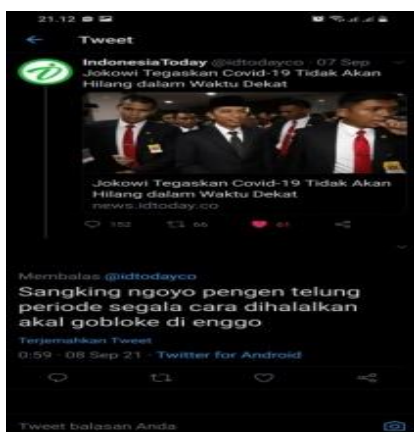 21.12
Tweet
IndonesiaToday @idtodayco · 07 Sep
Jokowi Tegaskan Covid-19 Tidak Akan
Hilang dalam Waktu Dekat
Jokowi Tegaskan Covid-19 Tidak Akan
Hilang dalam Waktu Dekat
news.idtoday.co
152 66 61
Membalas @idtodayco
Sangking ngoyo pengen telung
periode segala cara dihalalkan
akal gobloke di enggo
Terjemahkan Tweet
0:59 · 08 Sep 21 · Twitter for Android
Tweet balasan Anda